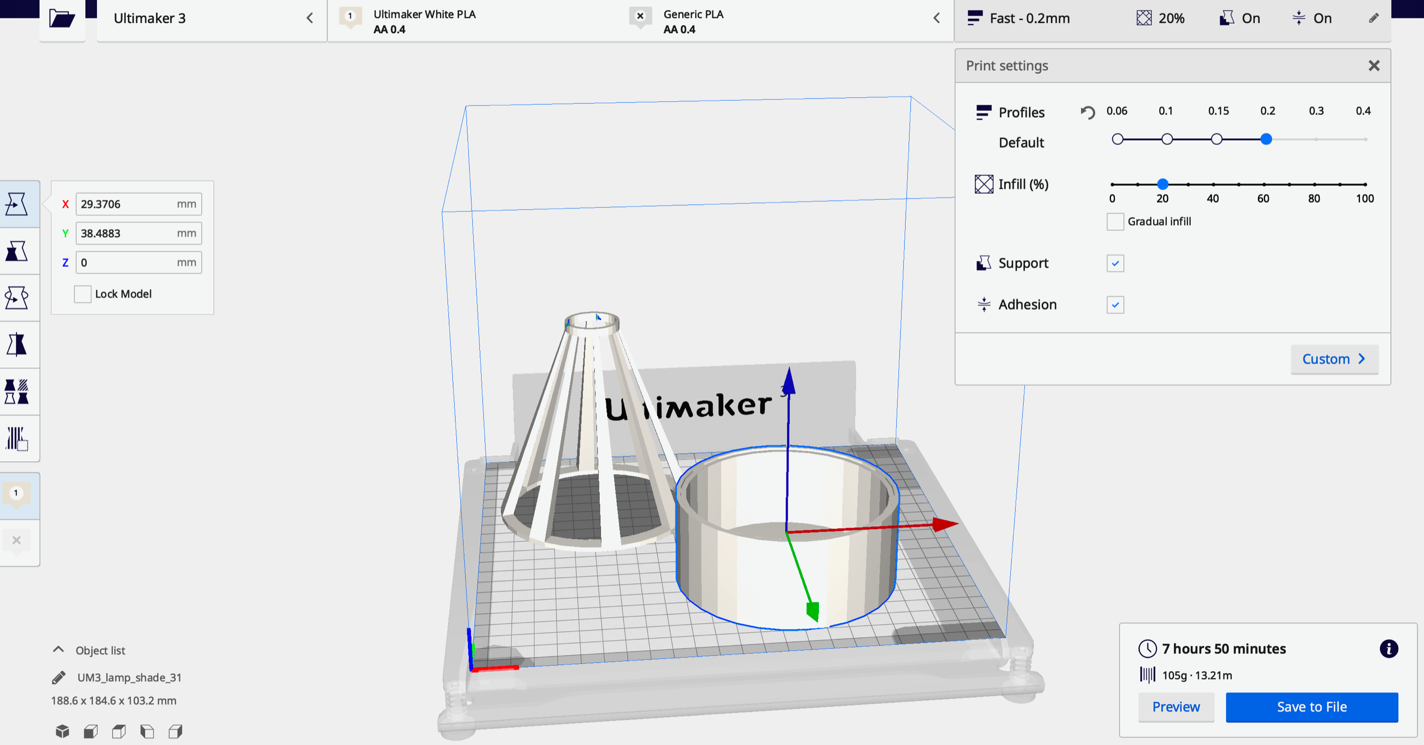 Ultimaker 3
1
Ultimaker White PLA
AA 0.4
Generic PLA
AA 0.4
Fast - 0.2mm
20%
On
On
Print settings
Profiles
0.06 0.1 0.15 0.2 0.3 0.4
Default
Infill (%)
0 20 40 60 80 100
Gradual infill
Support
Adhesion
Custom
X 29.3706 mm
Y 38.4883 mm
Z 0 mm
Lock Model
Ultimaker 3
1
Object list
UM3_lamp_shade_31
188.6 x 184.6 x 103.2 mm
7 hours 50 minutes
105g · 13.21m
Preview
Save to File